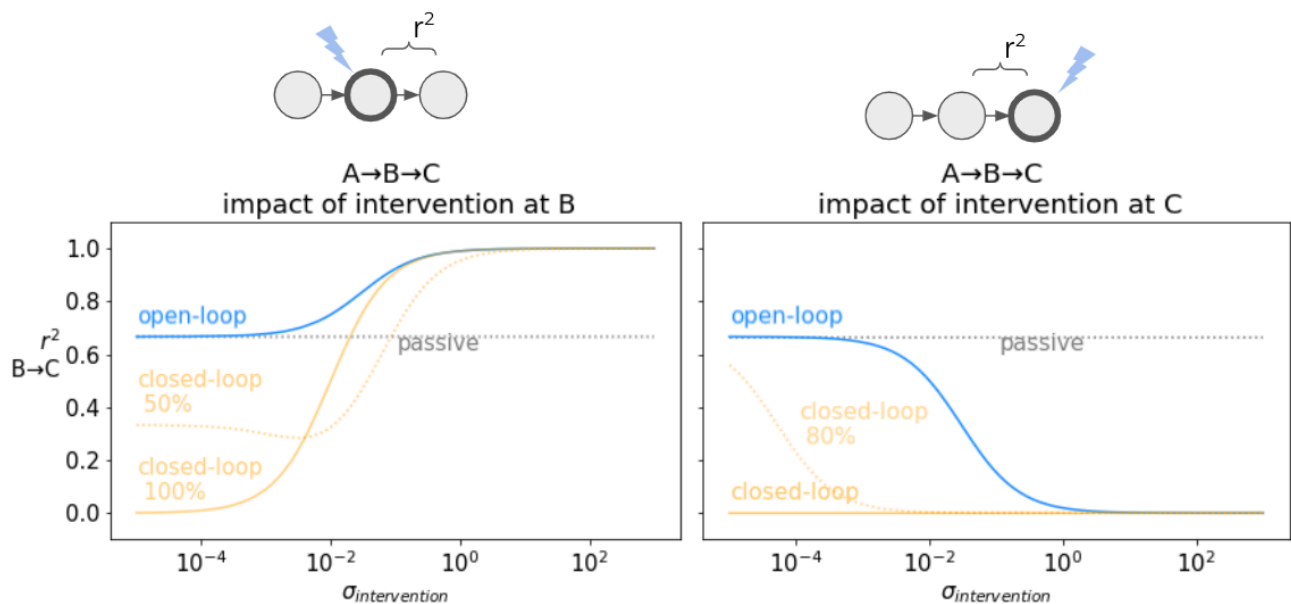 r²
A→B→C
impact of intervention at B
1.0
0.8
0.6
0.4
0.2
0.0
r²
B→C
open-loop
passive
closed-loop
50%
closed-loop
100%
10⁻⁴
10⁻²
10⁰
10²
σintervention
r²
A→B→C
impact of intervention at C
open-loop
passive
closed-loop
80%
closed-loop
10⁻⁴
10⁻²
10⁰
10²
σintervention